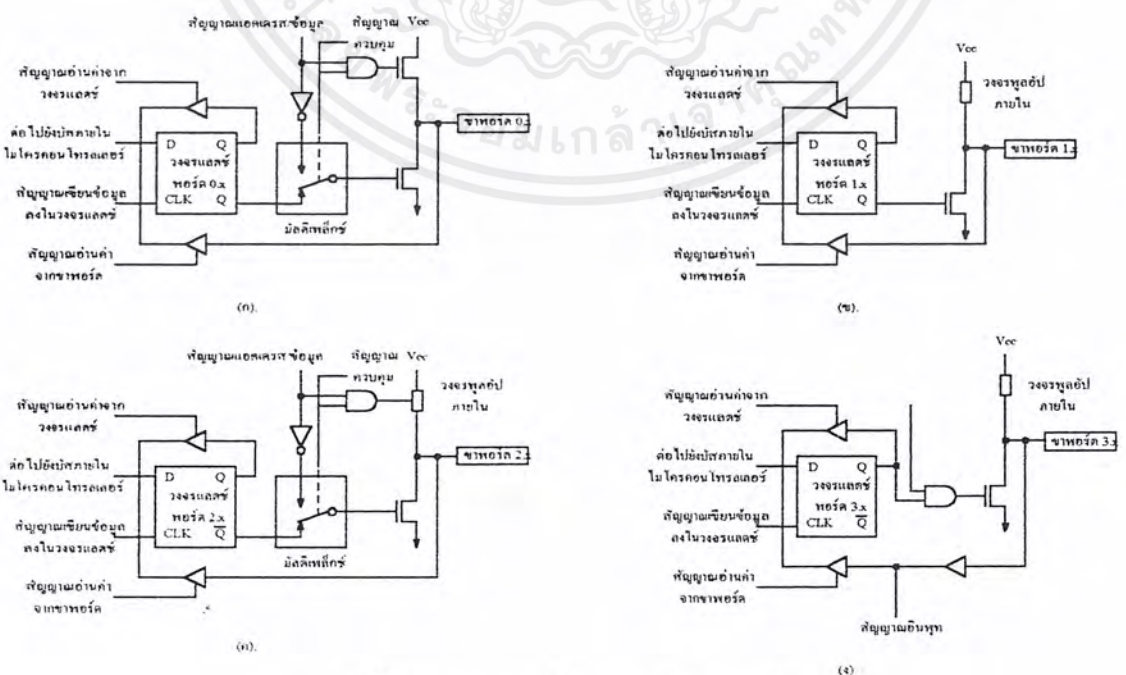 สัญญาณแอดเดรส ข้อมูล
สัญญาณ
ควบคุม
Vcc
สัญญาณอ่านค่าจาก
วงจรแลตช์
ต่อไปยังบัสภายใน
ไมโครคอนโทรลเลอร์
สัญญาณเขียนข้อมูล
ลงในวงจรแลตช์
สัญญาณอ่านค่า
จากขาพอร์ต
D Q
วงจรแลตช์
พอร์ต 0.x
CLK Q
มัลติเพล็กซ์
ขาพอร์ต 0.x
(ก).
Vcc
วงจรพูลอัป
ภายใน
สัญญาณอ่านค่าจาก
วงจรแลตช์
ต่อไปยังบัสภายใน
ไมโครคอนโทรลเลอร์
สัญญาณเขียนข้อมูล
ลงในวงจรแลตช์
สัญญาณอ่านค่า
จากขาพอร์ต
D Q
วงจรแลตช์
พอร์ต 1.x
CLK Q
ขาพอร์ต 1.x
(ข).
สัญญาณแอดเดรส ข้อมูล
สัญญาณ
ควบคุม
Vcc
วงจรพูลอัป
ภายใน
สัญญาณอ่านค่าจาก
วงจรแลตช์
ต่อไปยังบัสภายใน
ไมโครคอนโทรลเลอร์
สัญญาณเขียนข้อมูล
ลงในวงจรแลตช์
สัญญาณอ่านค่า
จากขาพอร์ต
D Q
วงจรแลตช์
พอร์ต 2.x
CLK Q̅
มัลติเพล็กซ์
ขาพอร์ต 2.x
(ค).
Vcc
วงจรพูลอัป
ภายใน
สัญญาณอ่านค่าจาก
วงจรแลตช์
ต่อไปยังบัสภายใน
ไมโครคอนโทรลเลอร์
สัญญาณเขียนข้อมูล
ลงในวงจรแลตช์
สัญญาณอ่านค่า
จากขาพอร์ต
D Q
วงจรแลตช์
พอร์ต 3.x
CLK Q̅
ขาพอร์ต 3.x
สัญญาณอินพุท
(ง)